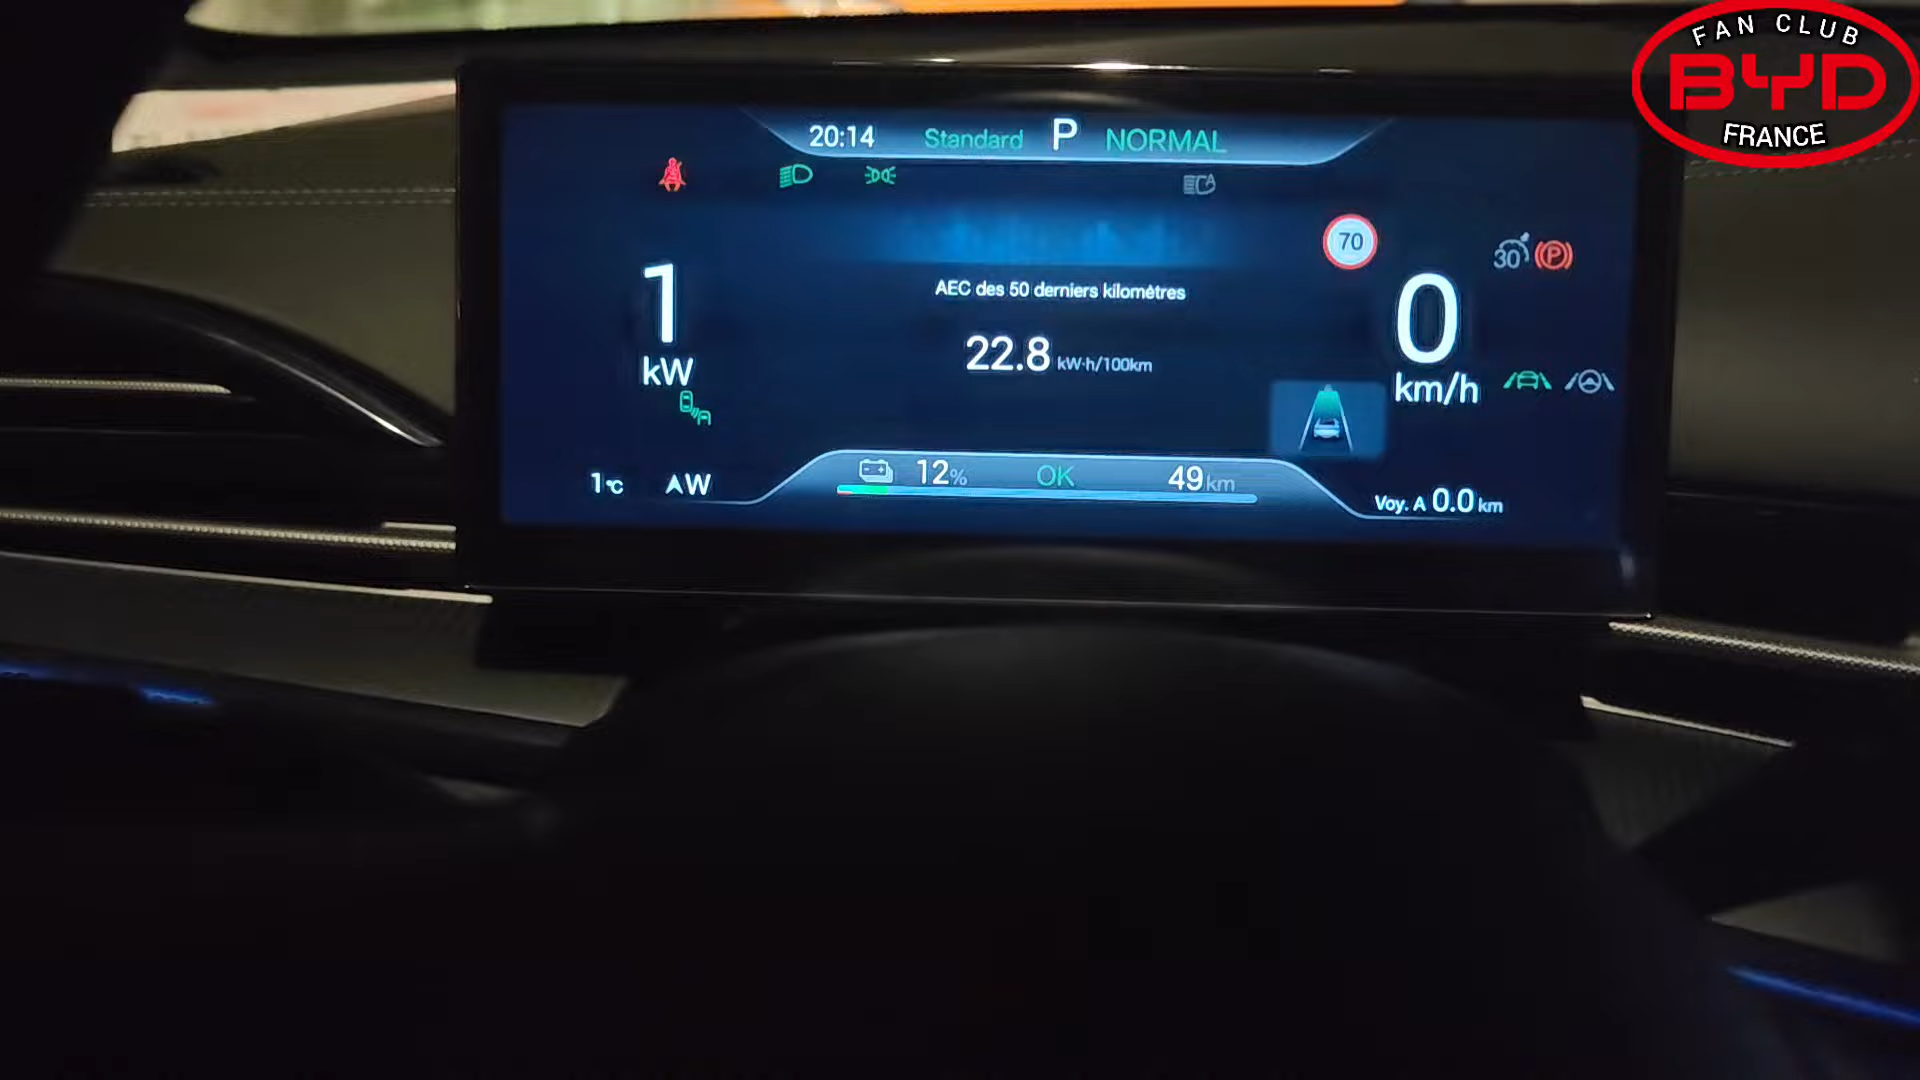 FAN CLUB
BYD
FRANCE
20:14 Standard P NORMAL
A
70
30 P
1
kW
AEC des 50 derniers kilomètres
22.8 kW·h/100km
0
km/h
1°C W
12% OK 49km
Voy. A 0.0 km